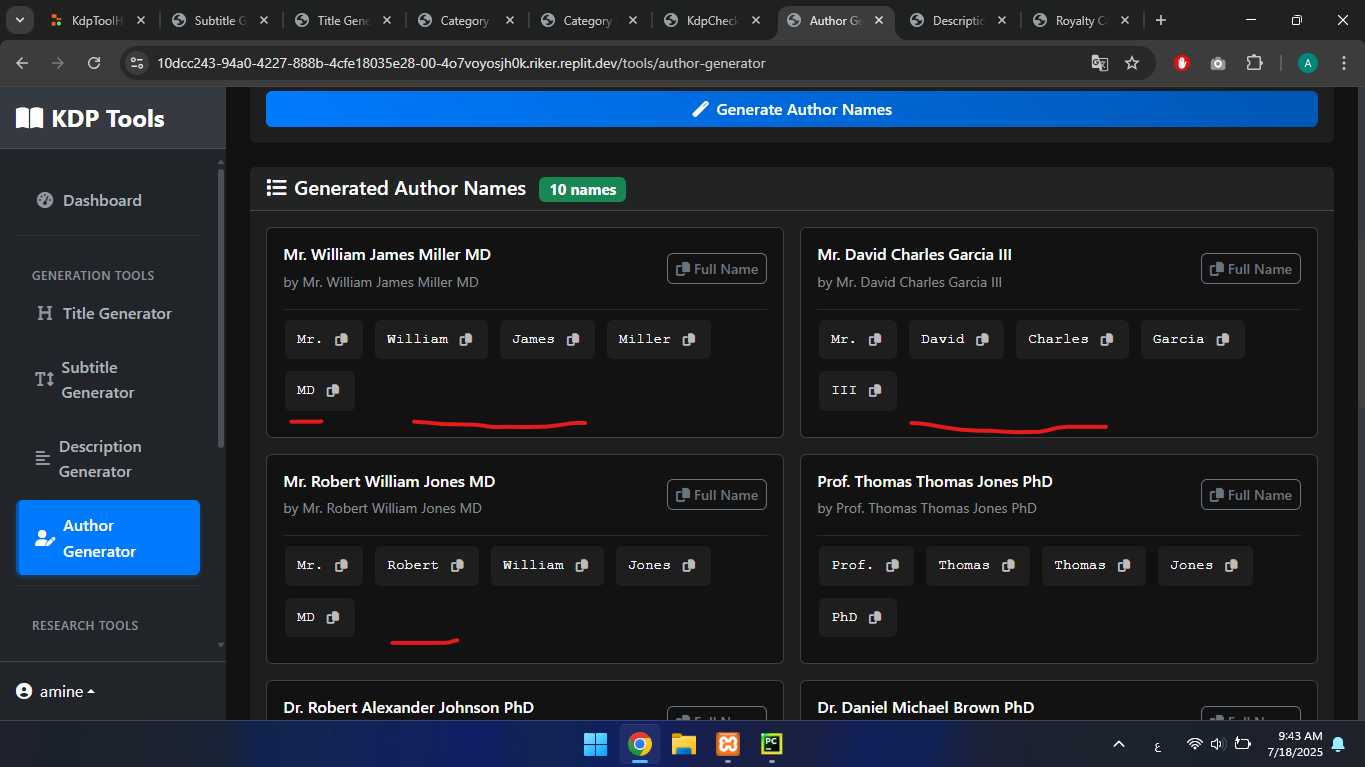 KdpToolH
Subtitle G
Title Gene
Category
Category
KdpCheck
Author Ge
Descriptio
Royalty Ca
10dcc243-94a0-4227-888b-4cfe18035e28-00-4o7voyosjh0k.riker.replit.dev/tools/author-generator
A
KDP Tools
Dashboard
GENERATION TOOLS
Title Generator
Subtitle
Generator
Description
Generator
Author
Generator
RESEARCH TOOLS
amine
Generate Author Names
Generated Author Names 10 names
Mr. William James Miller MD
by Mr. William James Miller MD
Full Name
Mr. William James Miller
MD
Mr. David Charles Garcia III
by Mr. David Charles Garcia III
Full Name
Mr. David Charles Garcia
III
Mr. Robert William Jones MD
by Mr. Robert William Jones MD
Full Name
Mr. Robert William Jones
MD
Prof. Thomas Thomas Jones PhD
by Prof. Thomas Thomas Jones PhD
Full Name
Prof. Thomas Thomas Jones
PhD
Dr. Robert Alexander Johnson PhD
Full Name
Dr. Daniel Michael Brown PhD
Full Name
PC
ع
9:43 AM
7/18/2025